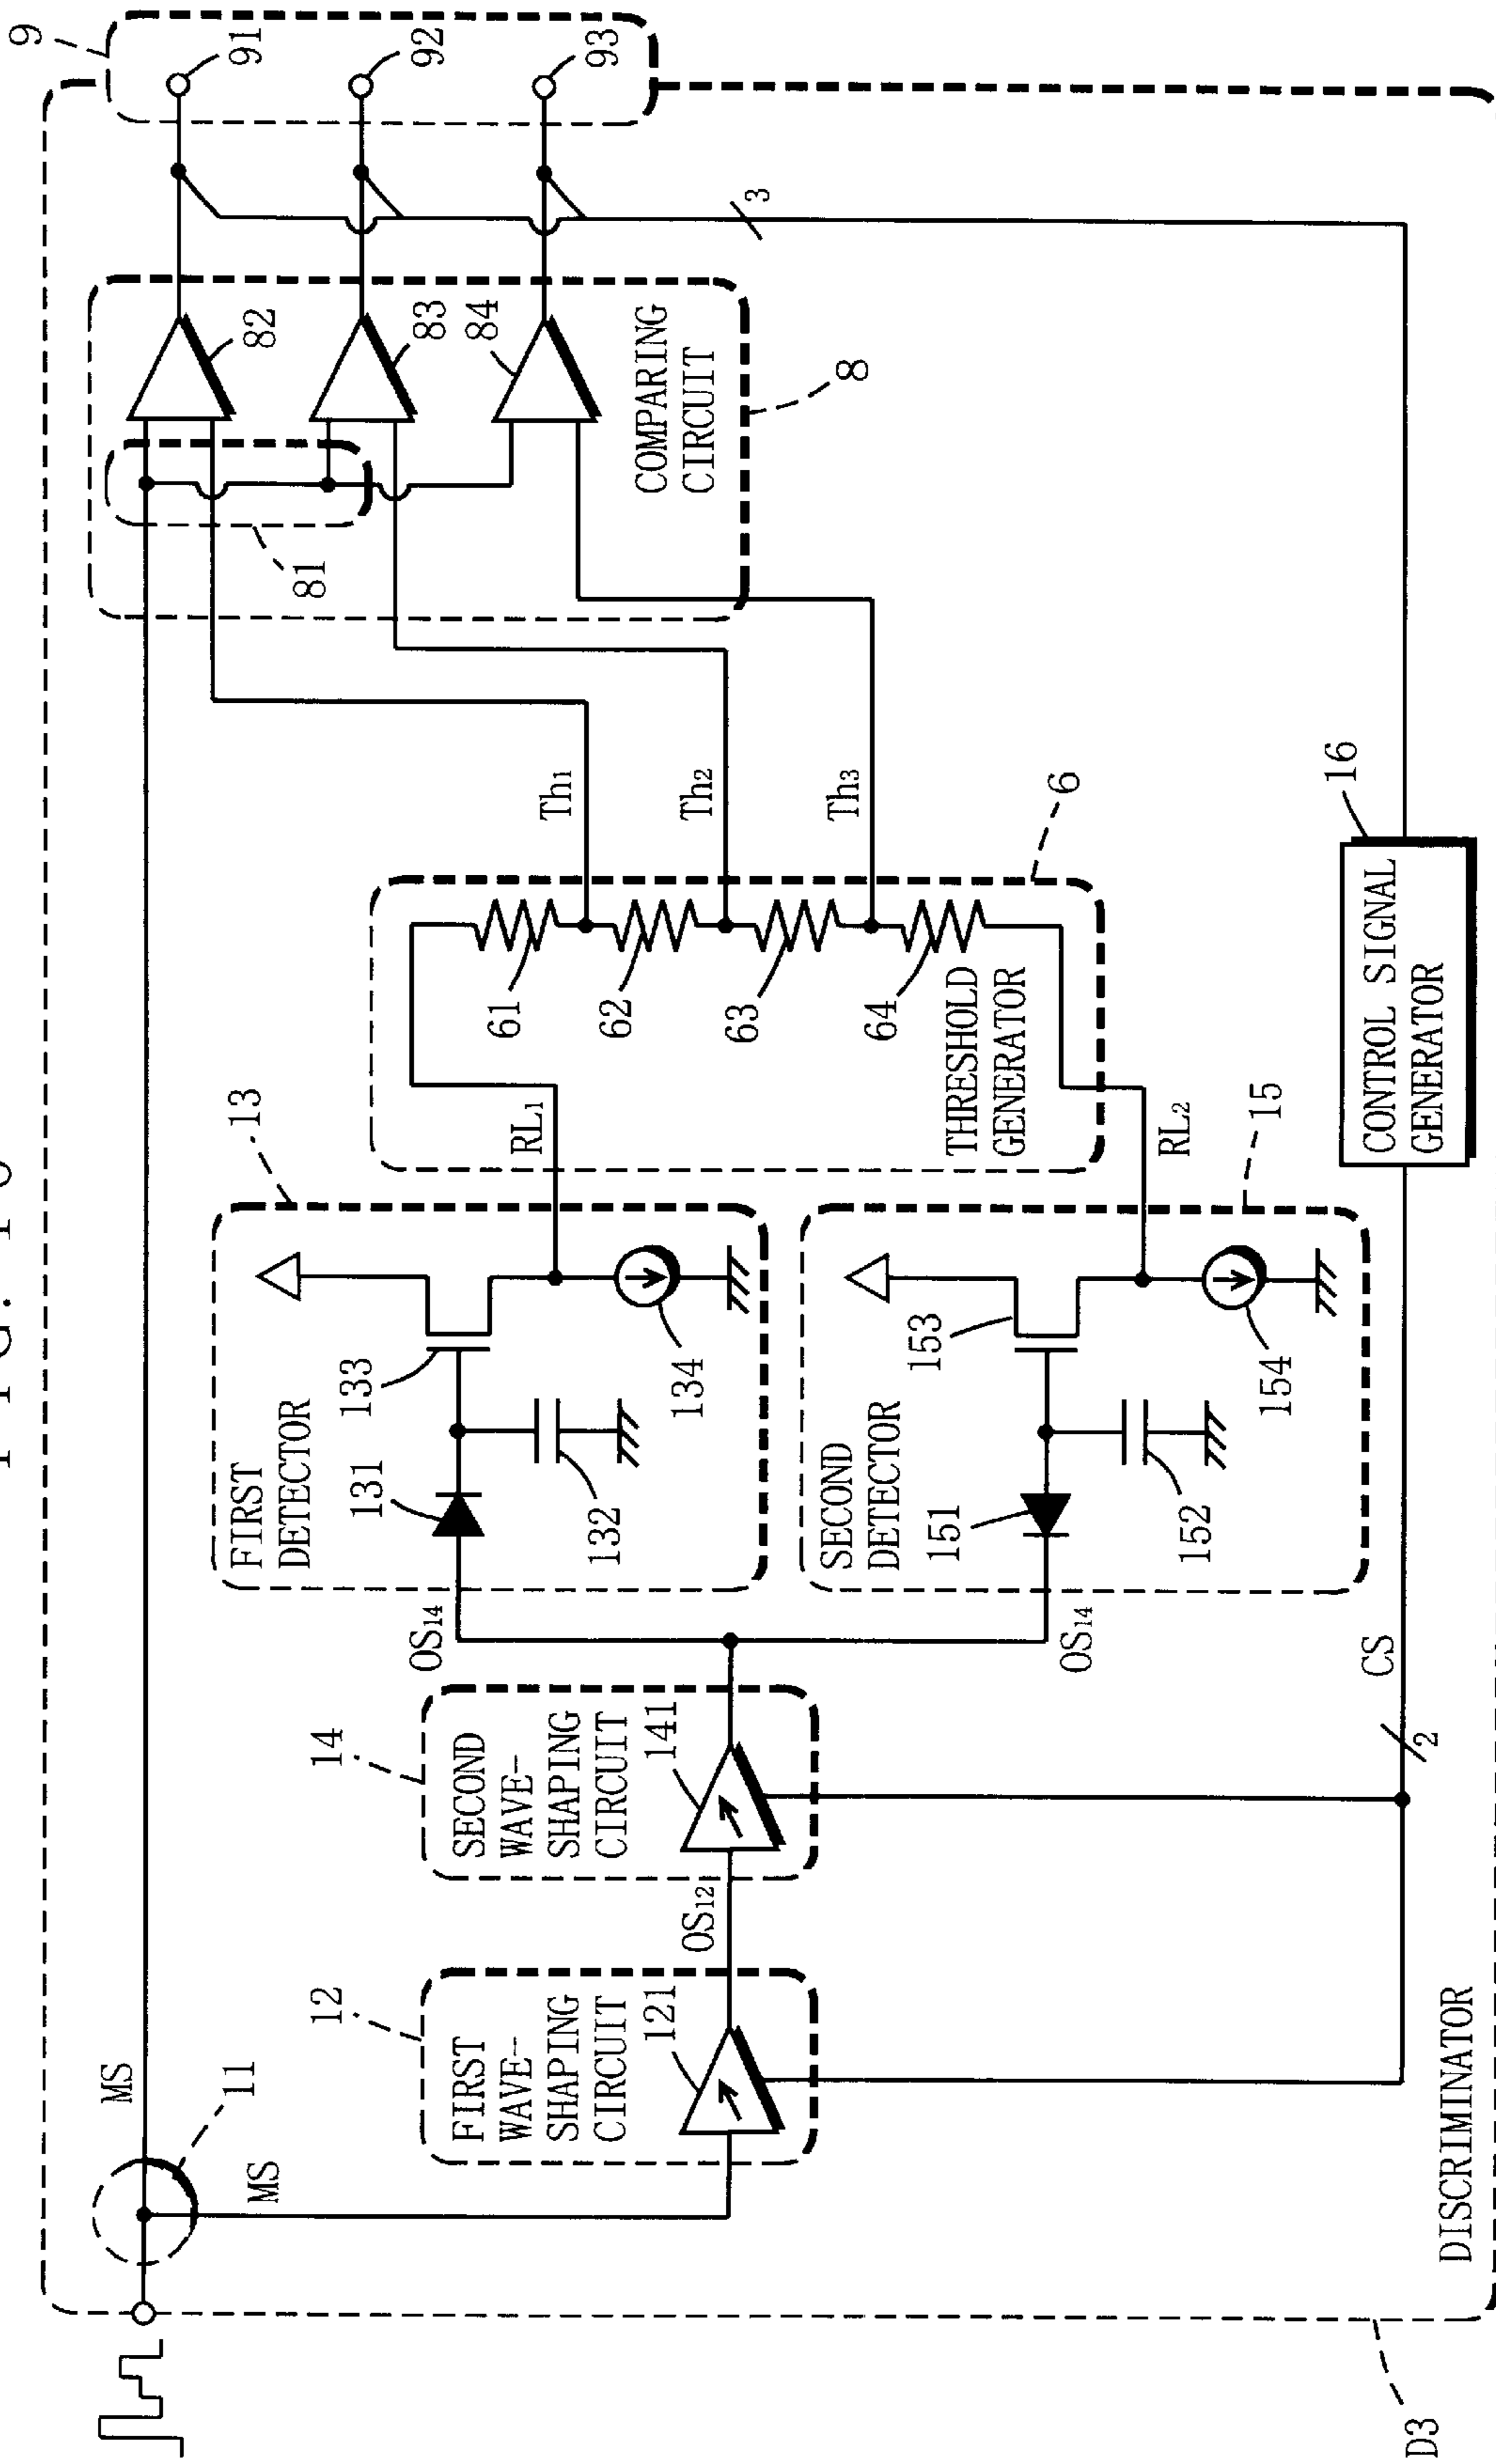 D3
DISCRIMINATOR
MS
11
MS
12
FIRST
WAVE-
SHAPING
CIRCUIT
121
OS12
14
SECOND
WAVE-
SHAPING
CIRCUIT
141
OS14
OS14
CS
2
13
FIRST
DETECTOR
131
132
133
134
RL1
15
SECOND
DETECTOR
151
152
153
154
RL2
6
THRESHOLD
GENERATOR
61
62
63
64
Th1
Th2
Th3
16
CONTROL SIGNAL
GENERATOR
3
8
COMPARING
CIRCUIT
81
82
83
84
9
91
92
93